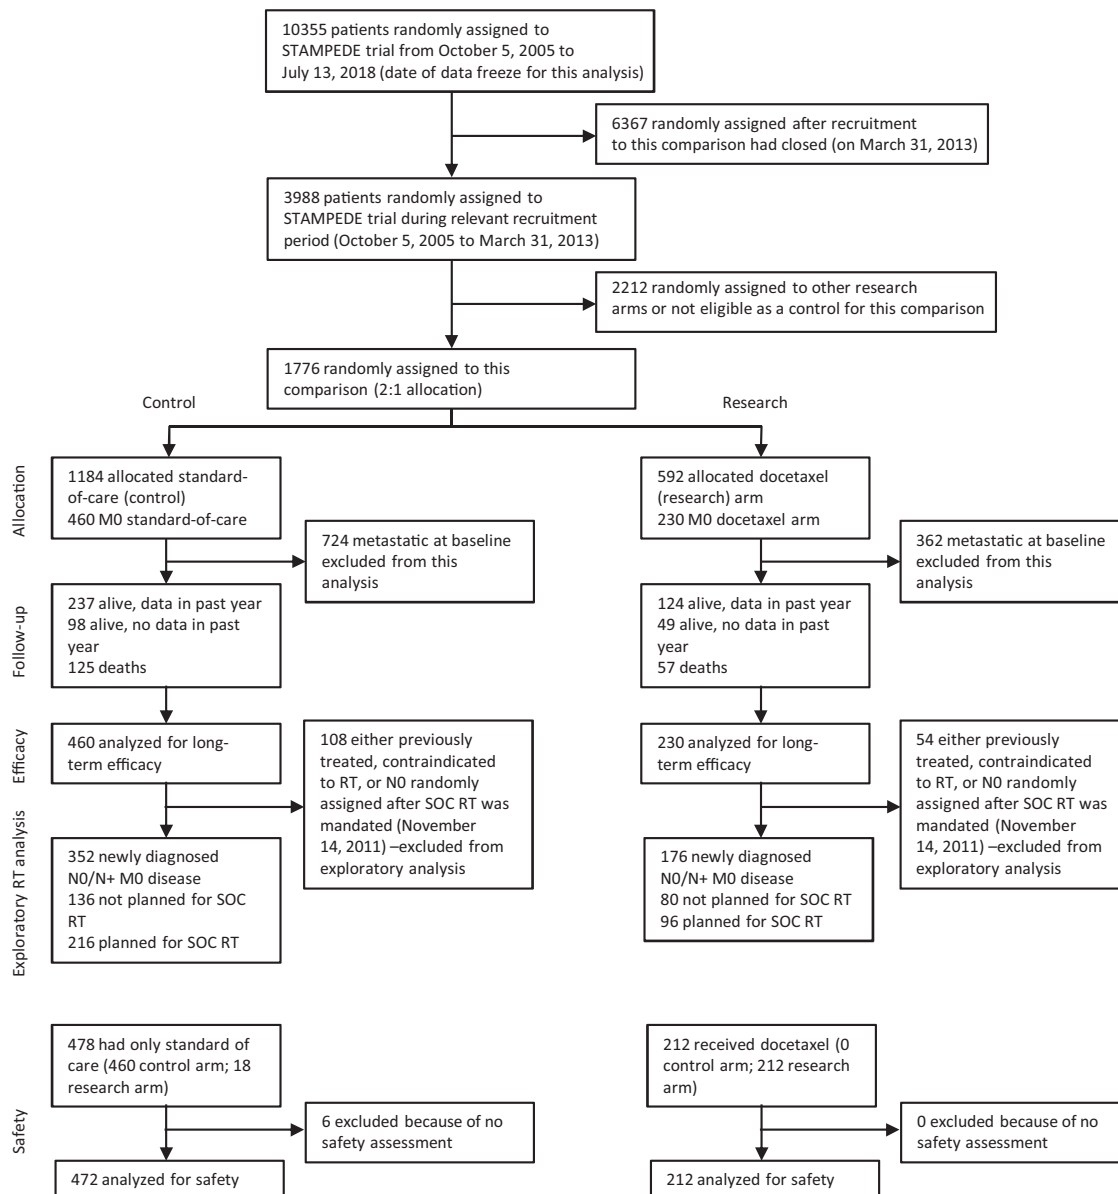 10355 patients randomly assigned to
STAMPEDE trial from October 5, 2005 to
July 13, 2018 (date of data freeze for this analysis)
6367 randomly assigned after recruitment
to this comparison had closed (on March 31, 2013)
3988 patients randomly assigned to
STAMPEDE trial during relevant recruitment
period (October 5, 2005 to March 31, 2013)
2212 randomly assigned to other research
arms or not eligible as a control for this comparison
1776 randomly assigned to this
comparison (2:1 allocation)
Control
Research
Allocation
1184 allocated standard-
of-care (control)
460 M0 standard-of-care
724 metastatic at baseline
excluded from this
analysis
592 allocated docetaxel
(research) arm
230 M0 docetaxel arm
362 metastatic at baseline
excluded from this
analysis
Follow-up
237 alive, data in past year
98 alive, no data in past
year
125 deaths
124 alive, data in past year
49 alive, no data in past
year
57 deaths
Efficacy
460 analyzed for long-
term efficacy
108 either previously
treated, contraindicated
to RT, or N0 randomly
assigned after SOC RT was
mandated (November
14, 2011) –excluded from
exploratory analysis
230 analyzed for long-
term efficacy
54 either previously
treated, contraindicated
to RT, or N0 randomly
assigned after SOC RT was
mandated (November
14, 2011) –excluded from
exploratory analysis
Exploratory RT analysis
352 newly diagnosed
N0/N+ M0 disease
136 not planned for SOC
RT
216 planned for SOC RT
176 newly diagnosed
N0/N+ M0 disease
80 not planned for SOC RT
96 planned for SOC RT
Safety
478 had only standard of
care (460 control arm; 18
research arm)
6 excluded because of no
safety assessment
472 analyzed for safety
212 received docetaxel (0
control arm; 212 research
arm)
0 excluded because of no
safety assessment
212 analyzed for safety